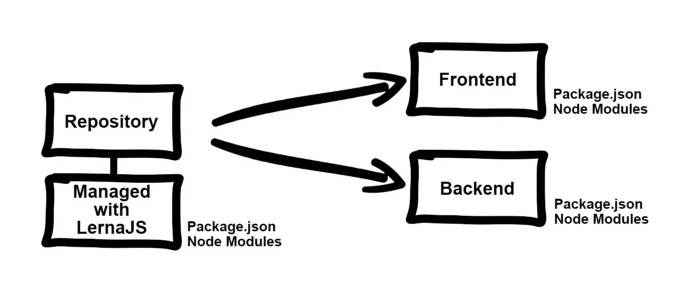 Repository
Managed
with
LernaJS
Package.json
Node Modules
Frontend
Package.json
Node Modules
Backend
Package.json
Node Modules